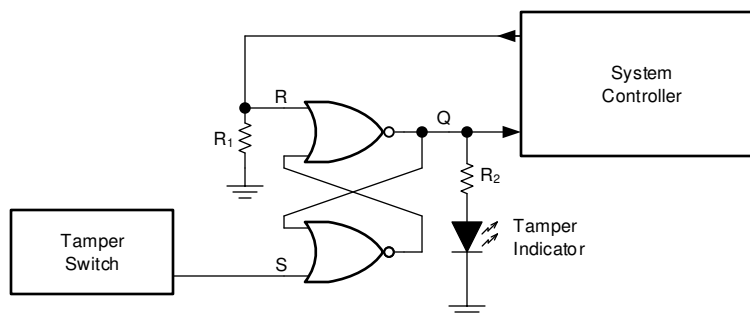 System
Controller
R
Q
R1
R2
Tamper
Switch
Tamper
Indicator
S